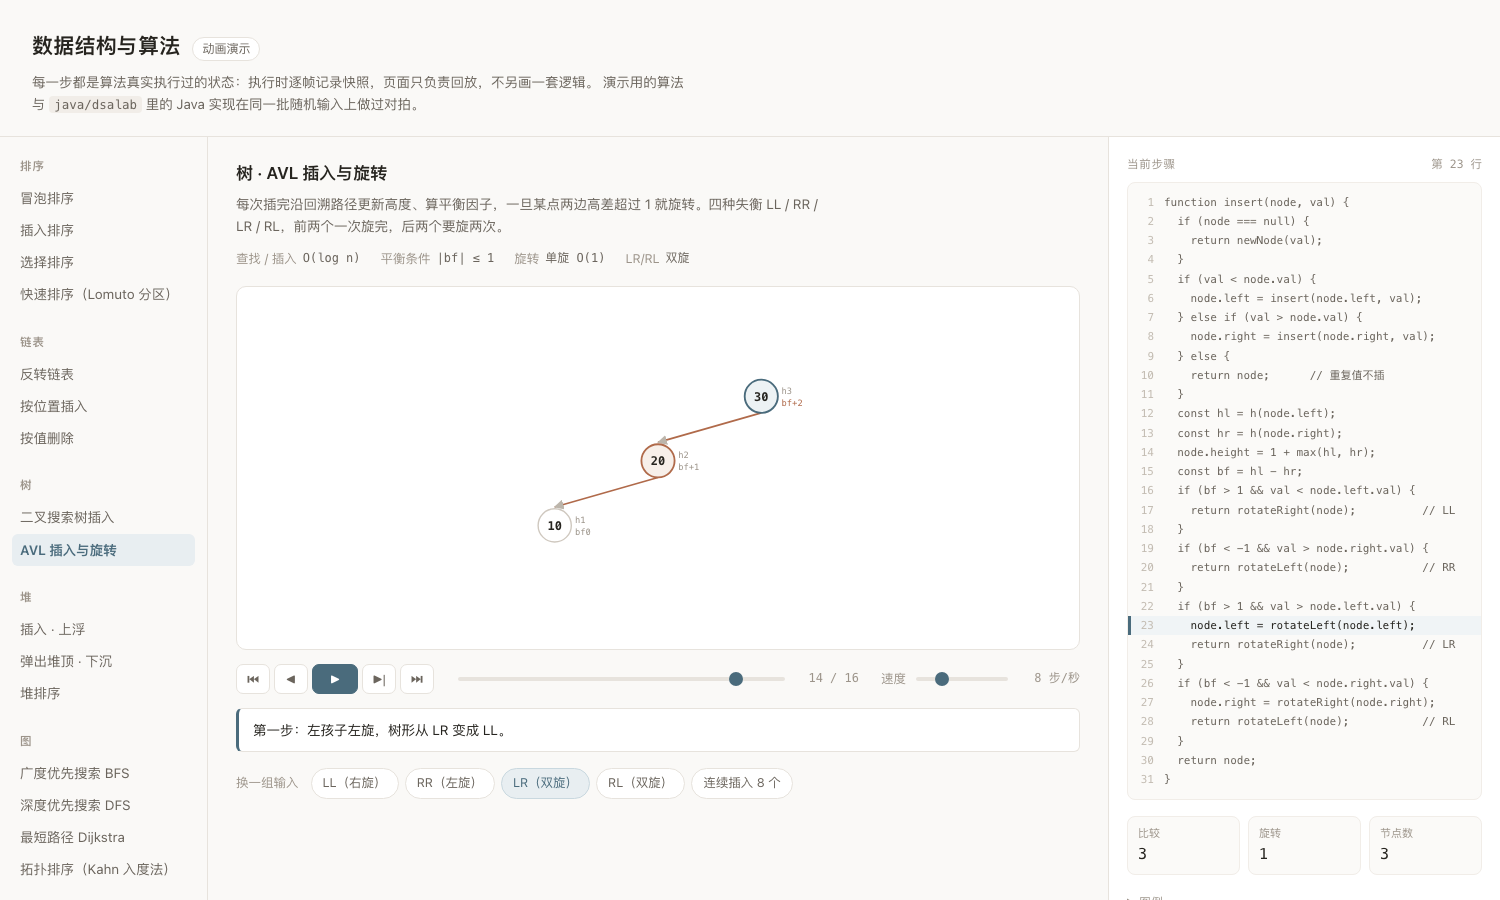 数据结构与算法 动画演示
每一步都是算法真实执行过的状态：执行时逐帧记录快照，页面只负责回放，不另画一套逻辑。 演示用的算法
与 java/dsalab 里的 Java 实现在同一批随机输入上做过对拍。
排序
冒泡排序
插入排序
选择排序
快速排序（Lomuto 分区）
链表
反转链表
按位置插入
按值删除
树
二叉搜索树插入
AVL 插入与旋转
堆
插入 · 上浮
弹出堆顶 · 下沉
堆排序
图
广度优先搜索 BFS
深度优先搜索 DFS
最短路径 Dijkstra
拓扑排序（Kahn 入度法）
树 · AVL 插入与旋转
每次插完沿回溯路径更新高度、算平衡因子，一旦某点两边高差超过 1 就旋转。四种失衡 LL / RR /
LR / RL，前两个一次旋完，后两个要旋两次。
查找 / 插入 O(log n) 平衡条件 |bf| ≤ 1 旋转 单旋 O(1) LR/RL 双旋
30 h3
bf+2
20 h2
bf+1
10 h1
bf0
14 / 16 速度 8 步/秒
第一步：左孩子左旋，树形从 LR 变成 LL。
换一组输入 LL（右旋） RR（左旋） LR（双旋） RL（双旋） 连续插入 8 个
当前步骤 第 23 行
1 function insert(node, val) {
2 if (node === null) {
3 return newNode(val);
4 }
5 if (val < node.val) {
6 node.left = insert(node.left, val);
7 } else if (val > node.val) {
8 node.right = insert(node.right, val);
9 } else {
10 return node; // 重复值不插
11 }
12 const hl = h(node.left);
13 const hr = h(node.right);
14 node.height = 1 + max(hl, hr);
15 const bf = hl − hr;
16 if (bf > 1 && val < node.left.val) {
17 return rotateRight(node); // LL
18 }
19 if (bf < −1 && val > node.right.val) {
20 return rotateLeft(node); // RR
21 }
22 if (bf > 1 && val > node.left.val) {
23 node.left = rotateLeft(node.left);
24 return rotateRight(node); // LR
25 }
26 if (bf < −1 && val < node.right.val) {
27 node.right = rotateRight(node.right);
28 return rotateLeft(node); // RL
29 }
30 return node;
31 }
比较 旋转 节点数
3 1 3